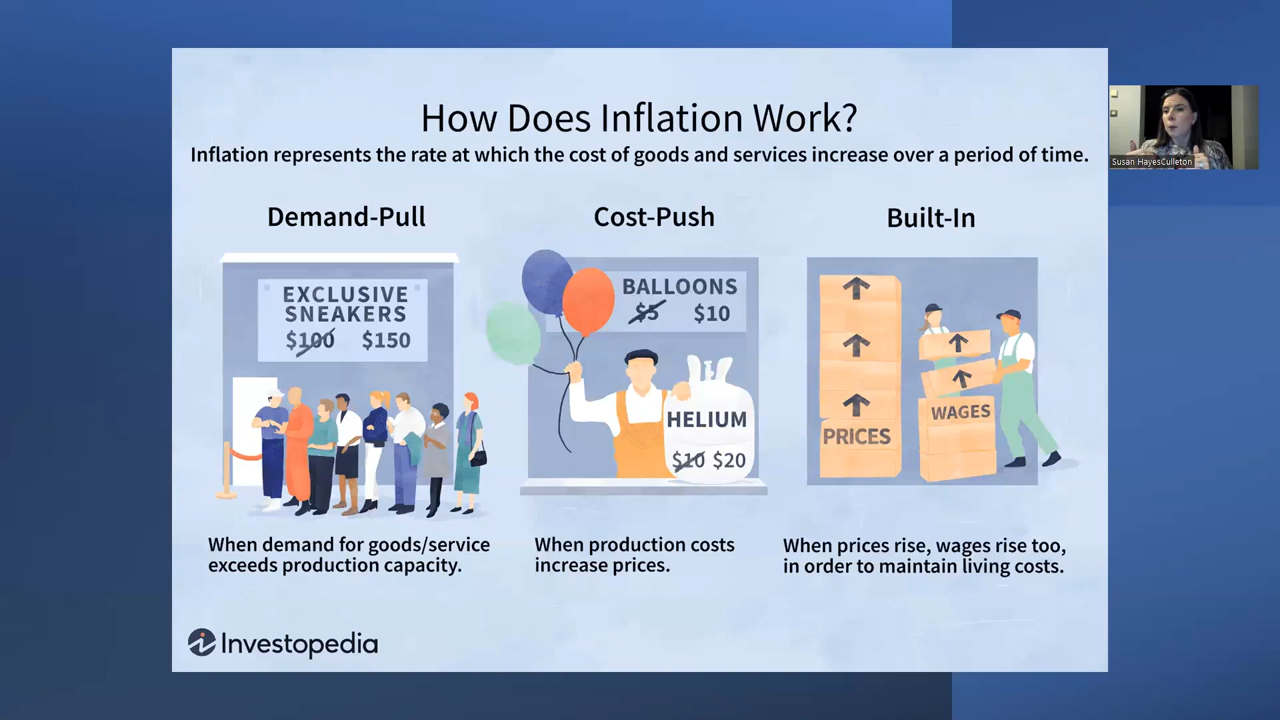 How Does Inflation Work?
Inflation represents the rate at which the cost of goods and services increase over a period of time.
Demand-Pull
EXCLUSIVE
SNEAKERS
$100 $150
When demand for goods/service
exceeds production capacity.
Cost-Push
BALLOONS
$5 $10
HELIUM
$10 $20
When production costs
increase prices.
Built-In
PRICES
WAGES
When prices rise, wages rise too,
in order to maintain living costs.
Investopedia
Susan HayesCulleton